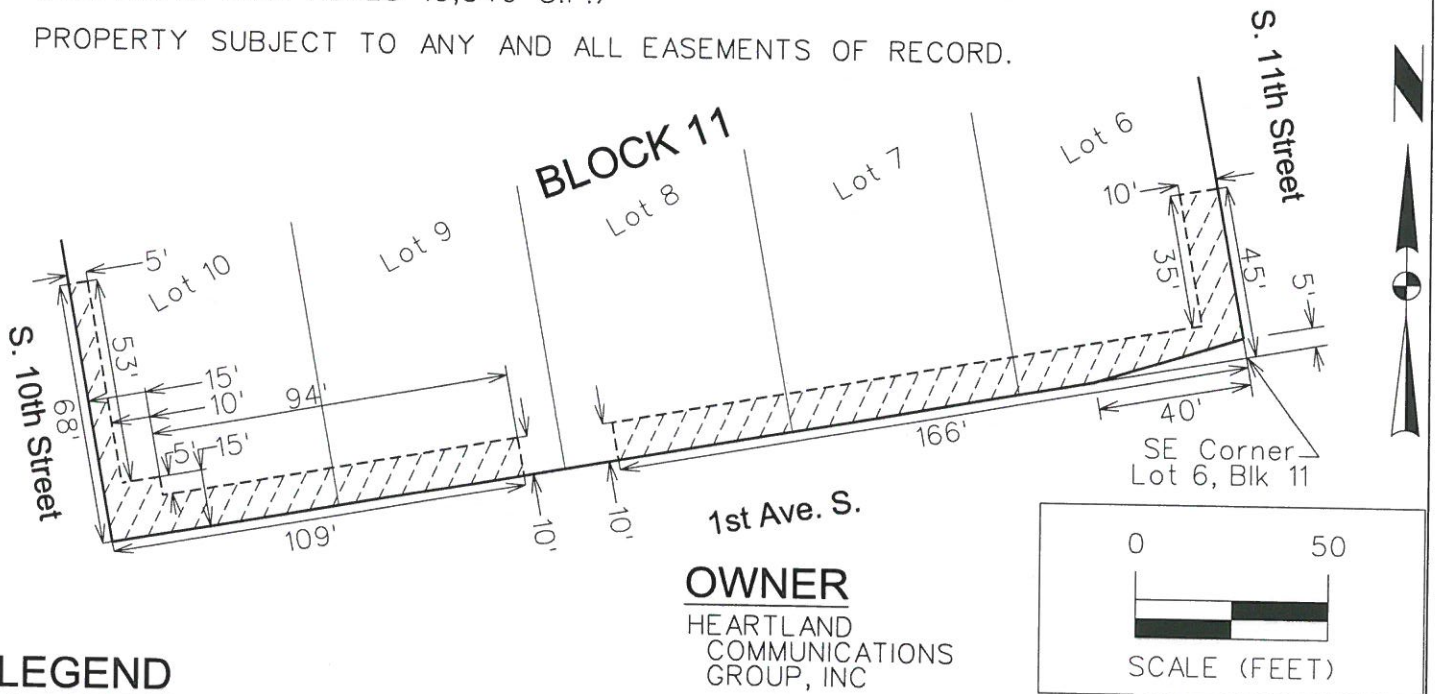 PROPERTY SUBJECT TO ANY AND ALL EASEMENTS OF RECORD.
S. 11th Street
N
BLOCK 11
Lot 6
Lot 7
Lot 8
Lot 9
Lot 10
10'
35'
45'
5'
5'
53'
68'
S. 10th Street
15'
10'
94'
5'
15'
109'
10'
10'
166'
40'
SE Corner
Lot 6, Blk 11
1st Ave. S.
OWNER
HEARTLAND
COMMUNICATIONS
GROUP, INC
0 50
SCALE (FEET)
LEGEND